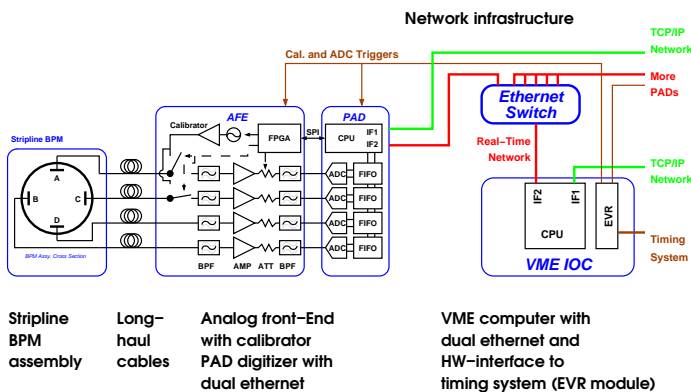 Network infrastructure
TCP/IP
Network
Cal. and ADC Triggers
More
PADs
AFE
PAD
Ethernet
Switch
Calibrator
FPGA
SPI
CPU
IF1
IF2
Real-Time
Network
Stripline BPM
A
B
C
D
BPM Assy. Cross Section
ADC
FIFO
ADC
FIFO
ADC
FIFO
ADC
FIFO
BPF
AMP
ATT
BPF
TCP/IP
Network
IF2
IF1
CPU
EVR
VME IOC
Timing
System
Stripline
BPM
assembly
Long-
haul
cables
Analog front-End
with calibrator
PAD digitizer with
dual ethernet
VME computer with
dual ethernet and
HW-interface to
timing system (EVR module)